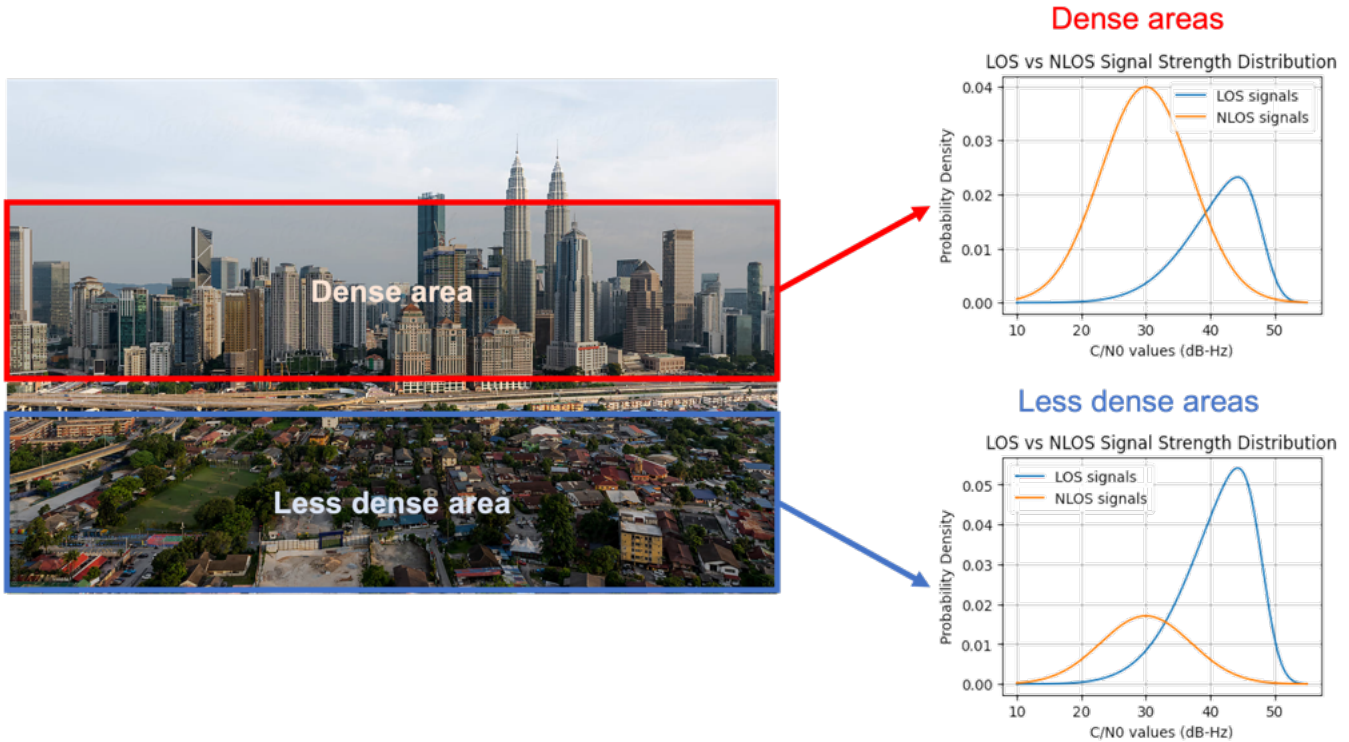 Dense area
Less dense area
Dense areas
LOS vs NLOS Signal Strength Distribution
LOS signals
NLOS signals
Probability Density
0.04
0.03
0.02
0.01
0.00
10 20 30 40 50
C/N0 values (dB-Hz)
Less dense areas
LOS vs NLOS Signal Strength Distribution
LOS signals
NLOS signals
Probability Density
0.05
0.04
0.03
0.02
0.01
0.00
10 20 30 40 50
C/N0 values (dB-Hz)